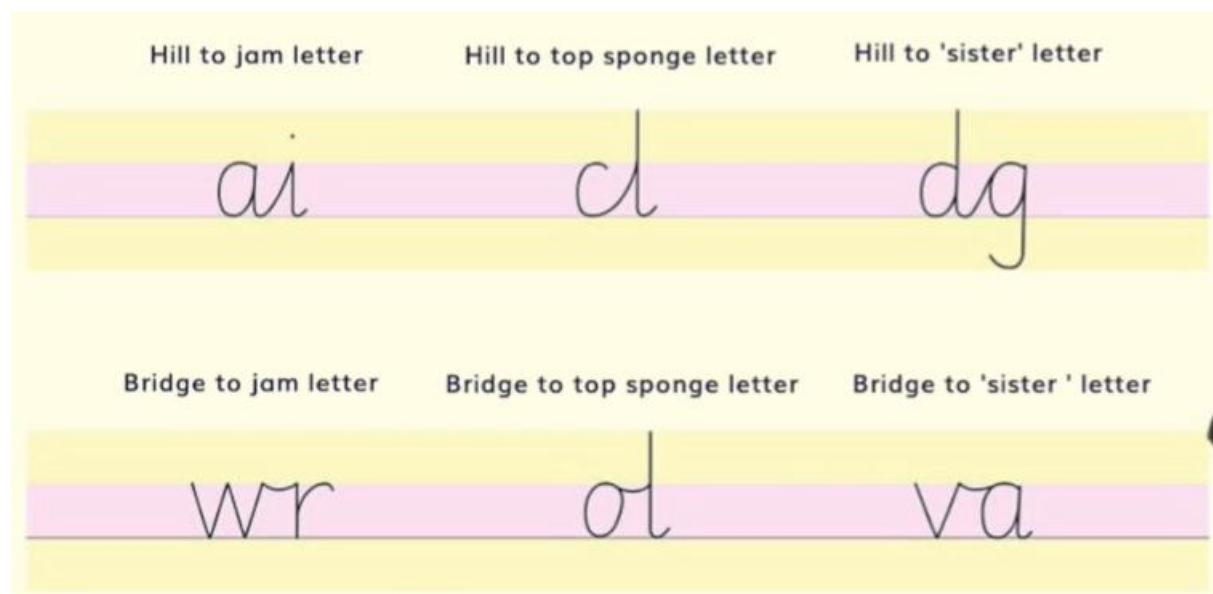 Hill to jam letter Hill to top sponge letter Hill to 'sister' letter
ai cl dg
Bridge to jam letter Bridge to top sponge letter Bridge to 'sister ' letter
wr ol va